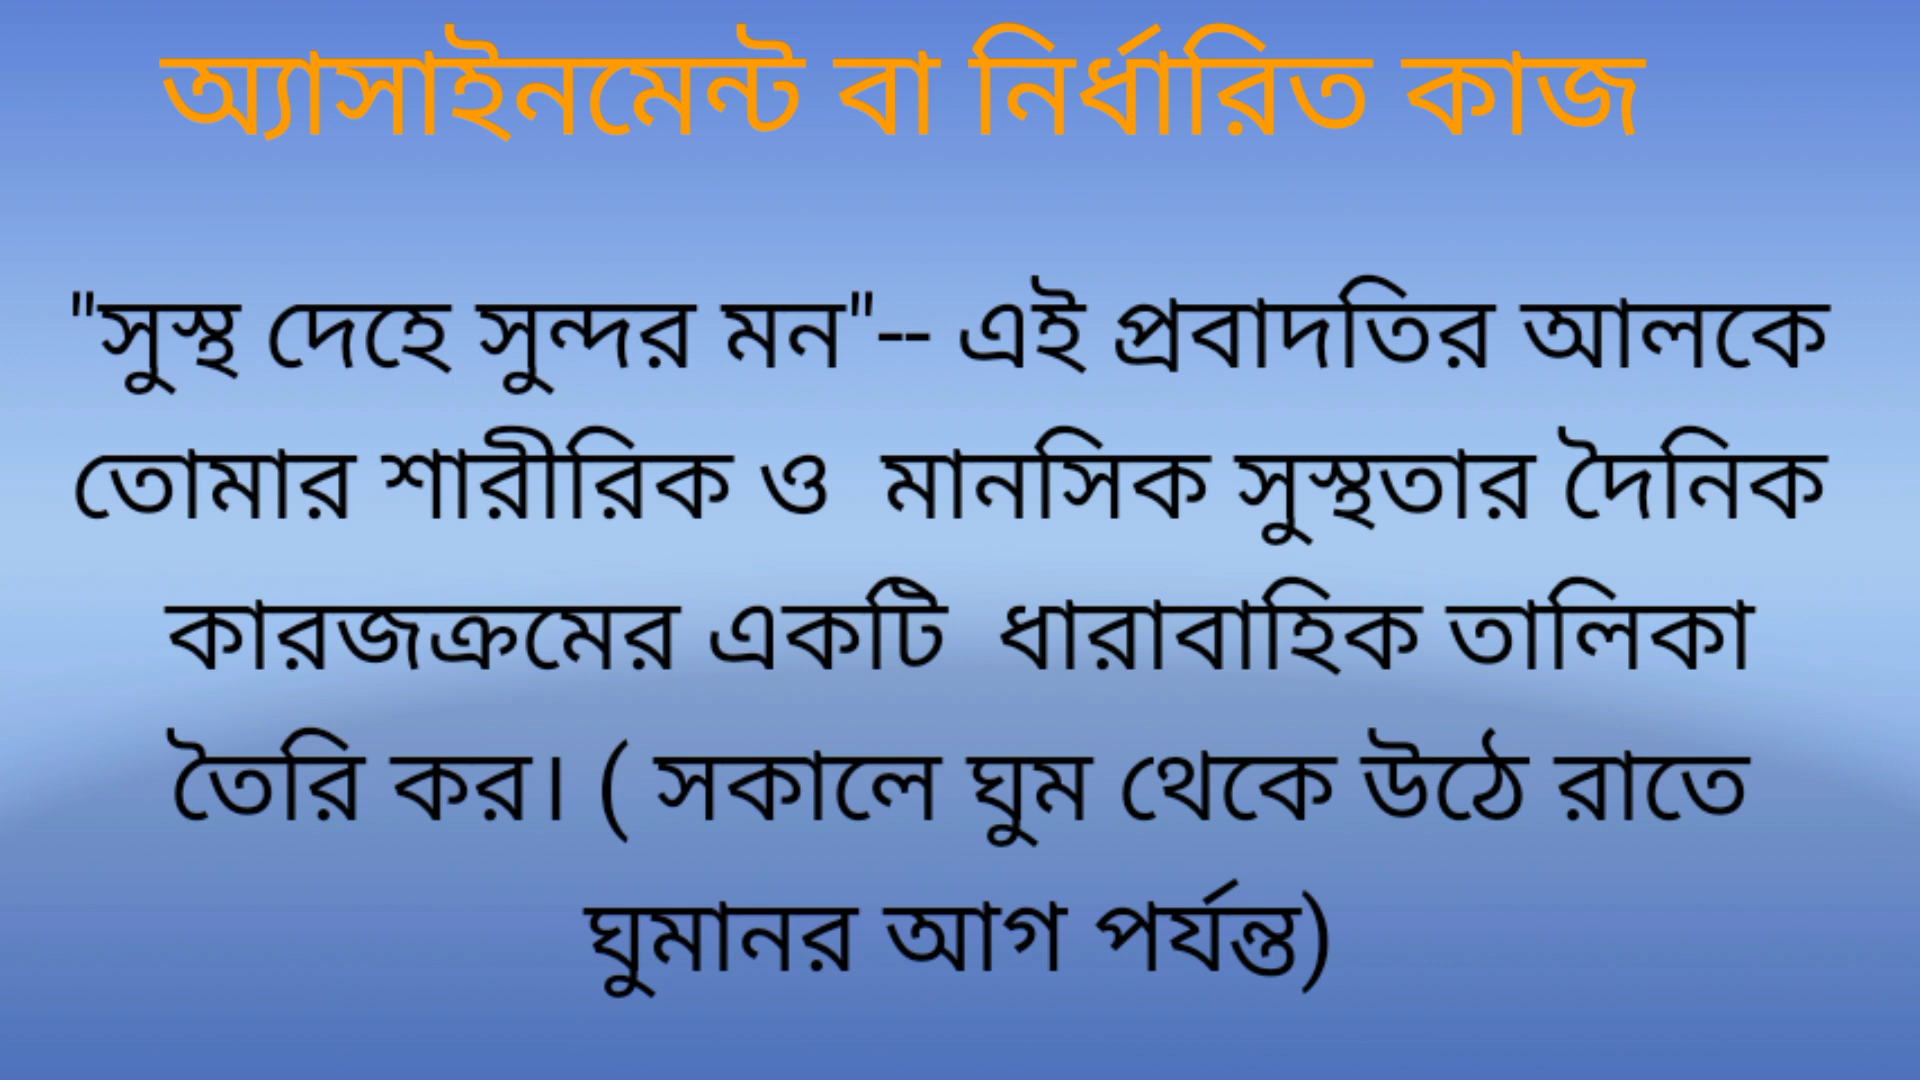 অ্যাসাইনমেন্ট বা নির্ধারিত কাজ
"সুস্থ দেহে সুন্দর মন"-- এই প্রবাদতির আলকে
তোমার শারীরিক ও মানসিক সুস্থতার দৈনিক
কারজক্রমের একটি ধারাবাহিক তালিকা
তৈরি কর। ( সকালে ঘুম থেকে উঠে রাতে
ঘুমানর আগ পর্যন্ত)